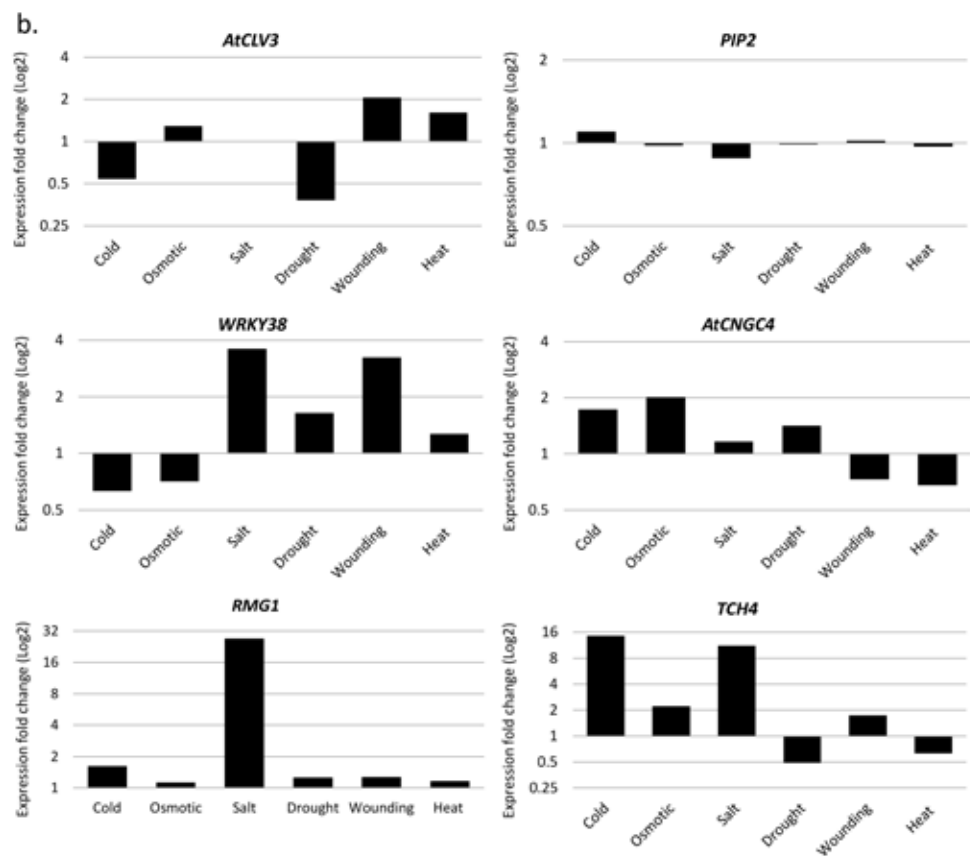 b.
AtCLV3
Expression fold change (Log2)
4
2
1
0.5
0.25
Cold
Osmotic
Salt
Drought
Wounding
Heat
PIP2
Expression fold change (Log2)
2
1
0.5
Cold
Osmotic
Salt
Drought
Wounding
Heat
WRKY38
Expression fold change (Log2)
4
2
1
0.5
Cold
Osmotic
Salt
Drought
Wounding
Heat
AtCNGC4
Expression fold change (Log2)
4
2
1
0.5
Cold
Osmotic
Salt
Drought
Wounding
Heat
RMG1
Expression fold change (Log2)
32
16
8
4
2
1
Cold Osmotic Salt Drought Wounding Heat
TCH4
Expression fold change (Log2)
16
8
4
2
1
0.5
0.25
Cold
Osmotic
Salt
Drought
Wounding
Heat